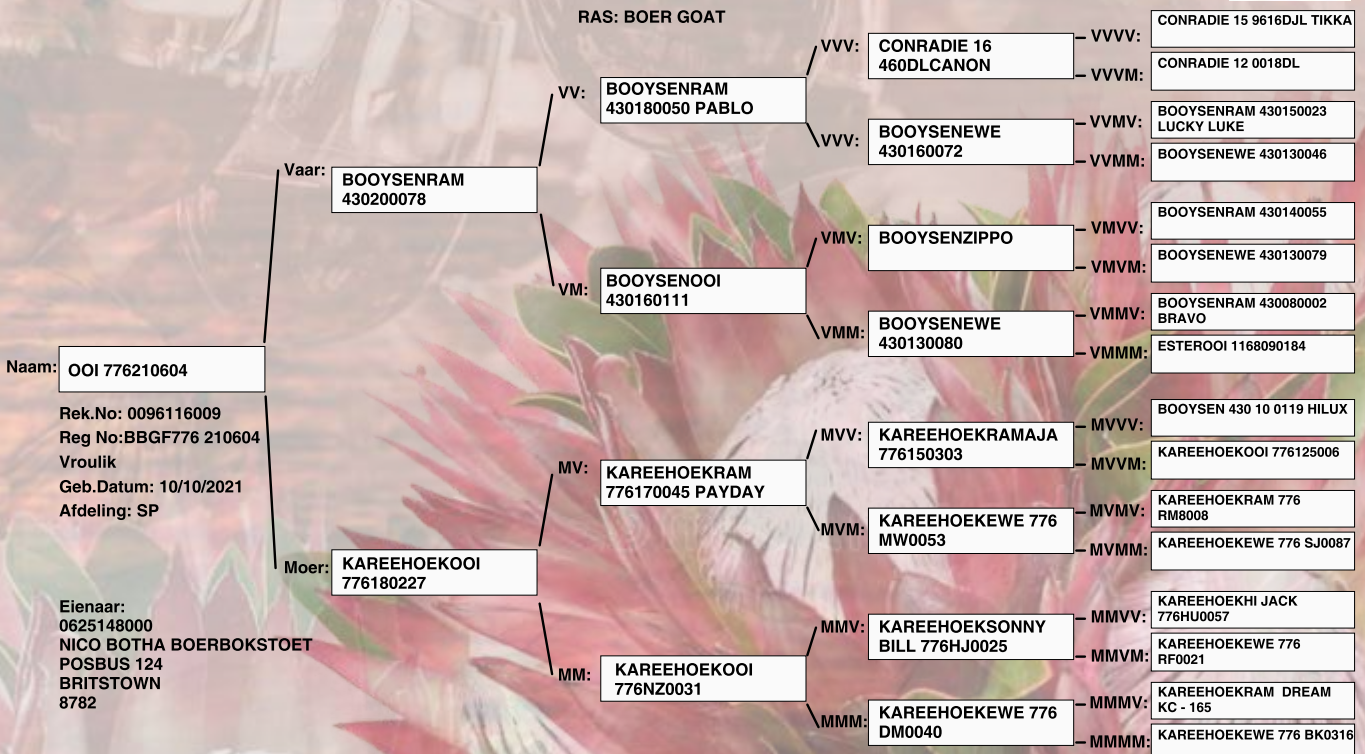 RAS: BOER GOAT
Naam:
OOI 776210604
Rek.No: 0096116009
Reg No:BBGF776 210604
Vroulik
Geb.Datum: 10/10/2021
Afdeling: SP
Eienaar:
0625148000
NICO BOTHA BOERBOKSTOET
POSBUS 124
BRITSTOWN
8782
Vaar:
BOOYSENRAM
430200078
Moer:
KAREEHOEKOOI
776180227
VV:
BOOYSENRAM
430180050 PABLO
VM:
BOOYSENOOI
430160111
MV:
KAREEHOEKRAM
776170045 PAYDAY
MM:
KAREEHOEKOOI
776NZ0031
VVV:
CONRADIE 16
460DLCANON
VVV:
BOOYSENEWE
430160072
VMV:
BOOYSENZIPPO
VMM:
BOOYSENEWE
430130080
MVV:
KAREEHOEKRAMAJA
776150303
MVM:
KAREEHOEKEWE 776
MW0053
MMV:
KAREEHOEKSONNY
BILL 776HJ0025
MMM:
KAREEHOEKEWE 776
DM0040
VVVV:
CONRADIE 15 9616DJL TIKKA
VVVM:
CONRADIE 12 0018DL
VVMV:
BOOYSENRAM 430150023
LUCKY LUKE
VVMM:
BOOYSENEWE 430130046
VMVV:
BOOYSENRAM 430140055
VMVM:
BOOYSENEWE 430130079
VMMV:
BOOYSENRAM 430080002
BRAVO
VMMM:
ESTEROOI 1168090184
MVVV:
BOOYSEN 430 10 0119 HILUX
MVVM:
KAREEHOEKOOI 776125006
MVMV:
KAREEHOEKRAM 776
RM8008
MVMM:
KAREEHOEKEWE 776 SJ0087
MMVV:
KAREEHOEKHI JACK
776HU0057
MMVM:
KAREEHOEKEWE 776
RF0021
MMMV:
KAREEHOEKRAM DREAM
KC - 165
MMMM:
KAREEHOEKEWE 776 BK0316